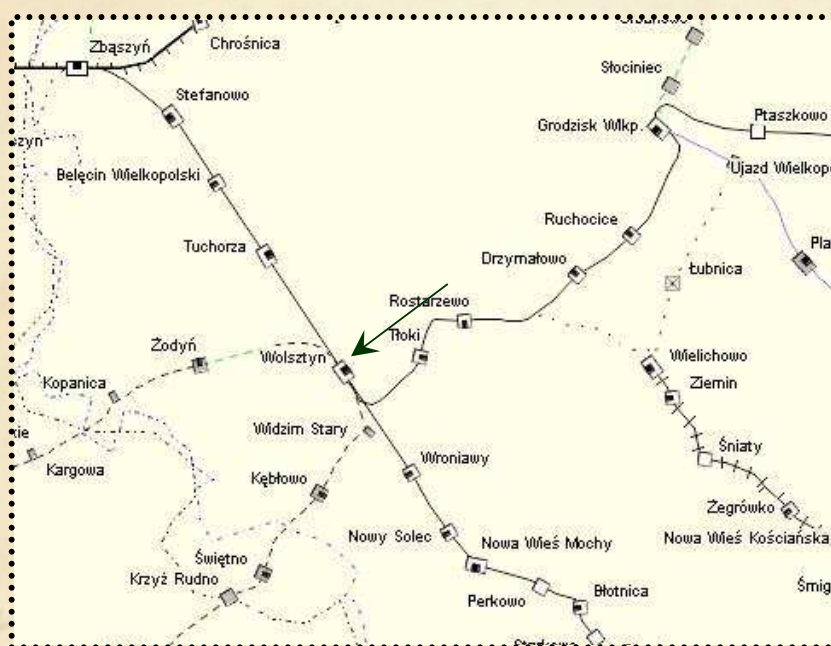 Zbąszyń
Chrośnica
Stefanowo
Słociniec
Ptaszkowo
Grodzisk Wlkp.
Bełęcin Wielkopolski
Ruchocice
Tuchorza
Drzymałowo
Łubnica
Rostarzewo
Tłoki
Żodyń
Wolsztyn
Wielichowo
Kopanica
Ziemin
Widzim Stary
Śniaty
Kargowa
Wroniawy
Kębłowo
Żegrówko
Nowy Solec
Nowa Wieś Mochy
Nowa Wieś Kościańska
Świętno
Krzyż Rudno
Perkowo
Błotnica